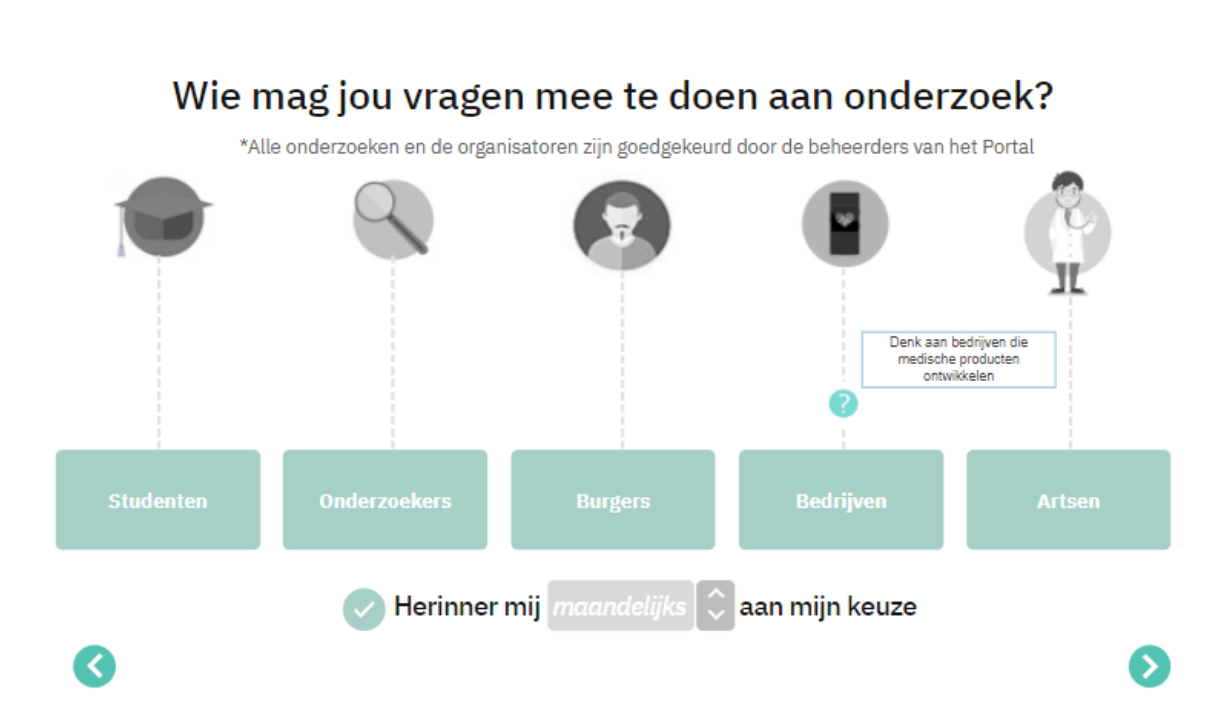 Wie mag jou vragen mee te doen aan onderzoek?
*Alle onderzoeken en de organisatoren zijn goedgekeurd door de beheerders van het Portal
Denk aan bedrijven die
medische producten
ontwikkelen
?
Studenten
Onderzoekers
Burgers
Bedrijven
Artsen
Herinner mij maandelijks aan mijn keuze